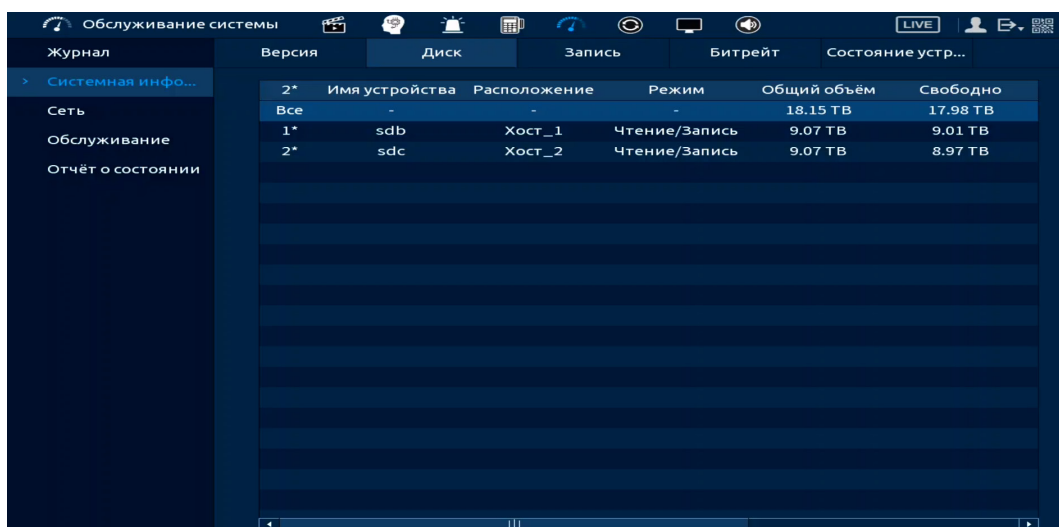 Обслуживание системы LIVE
Журнал Версия Диск Запись Битрейт Состояние устр...
> Системная инфо...
2* Имя устройства Расположение Режим Общий объём Свободно
Сеть Все - - - 18.15 TB 17.98 TB
1* sdb Хост_1 Чтение/Запись 9.07 TB 9.01 TB
Обслуживание
2* sdc Хост_2 Чтение/Запись 9.07 TB 8.97 TB
Отчёт о состоянии